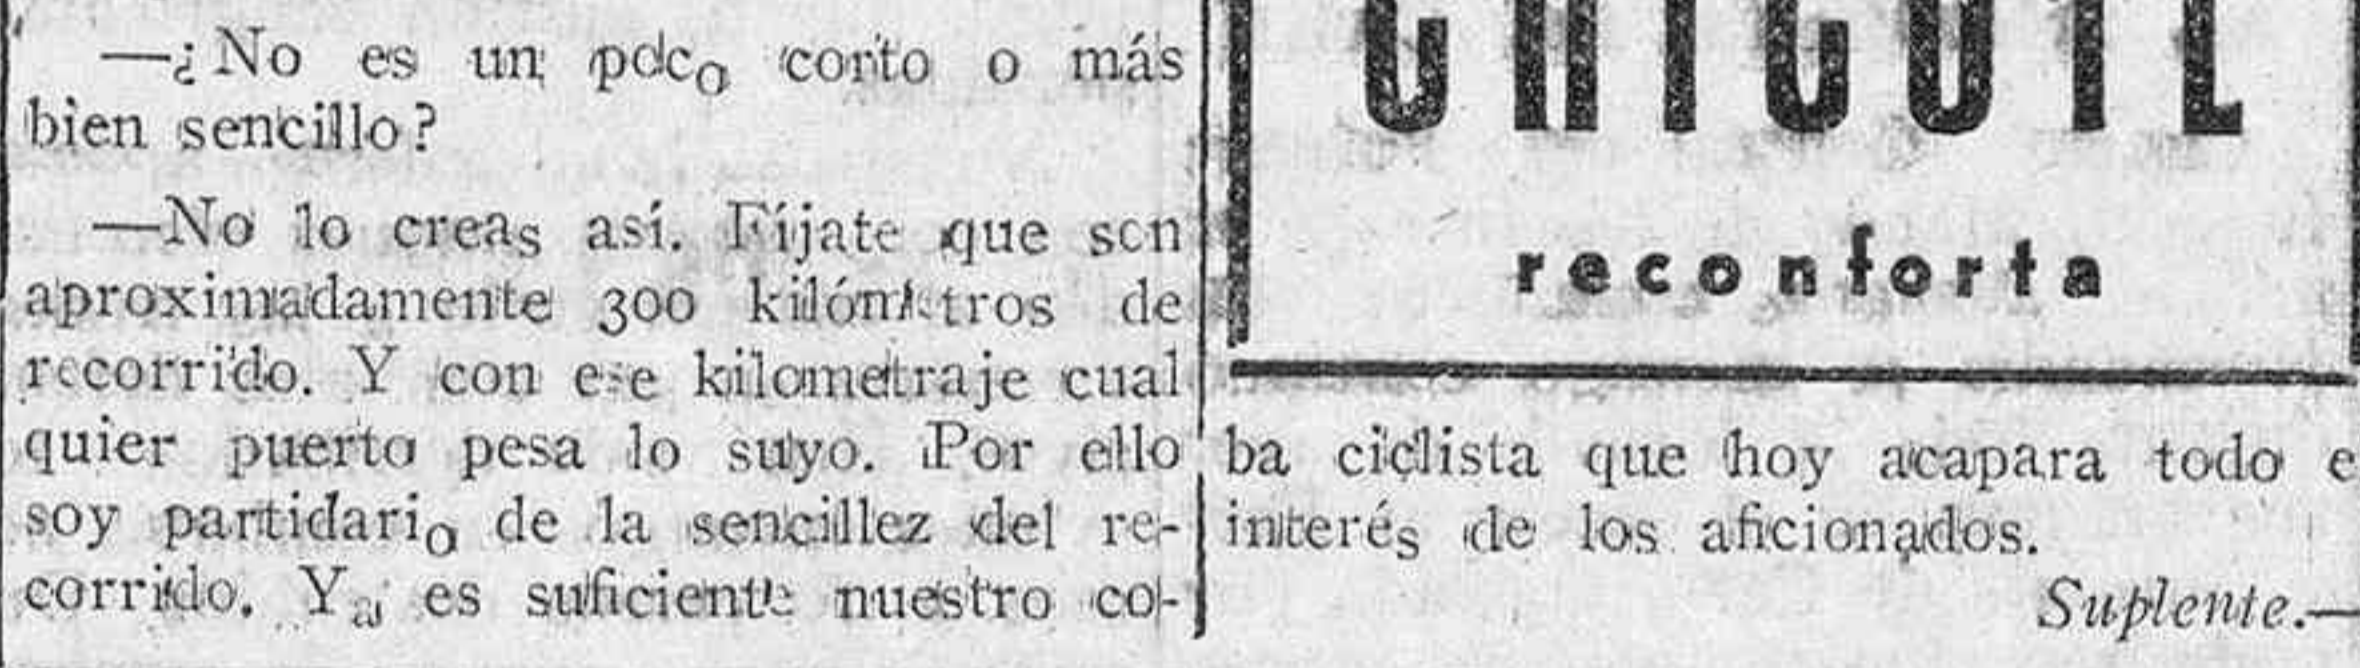 —¿No es un poco corto o más
bien sencillo?
—No lo creas así. Fíjate que son
aproximadamente 300 kilómetros de
recorrido. Y con ese kilometraje cual
quier puerto pesa lo suyo. Por ello
soy partidario de la sencillez del re-
corrido. Ya es suficiente nuestro co-
CHICOTE
reconforta
ba ciclista que hoy acapara todo e
interés de los aficionados.
Suplente.—